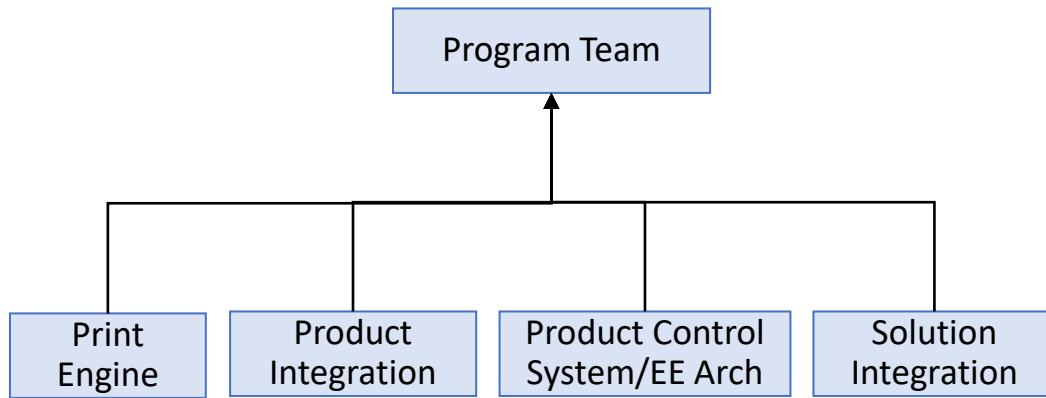 Program Team
Print
Engine
Product
Integration
Product Control
System/EE Arch
Solution
Integration